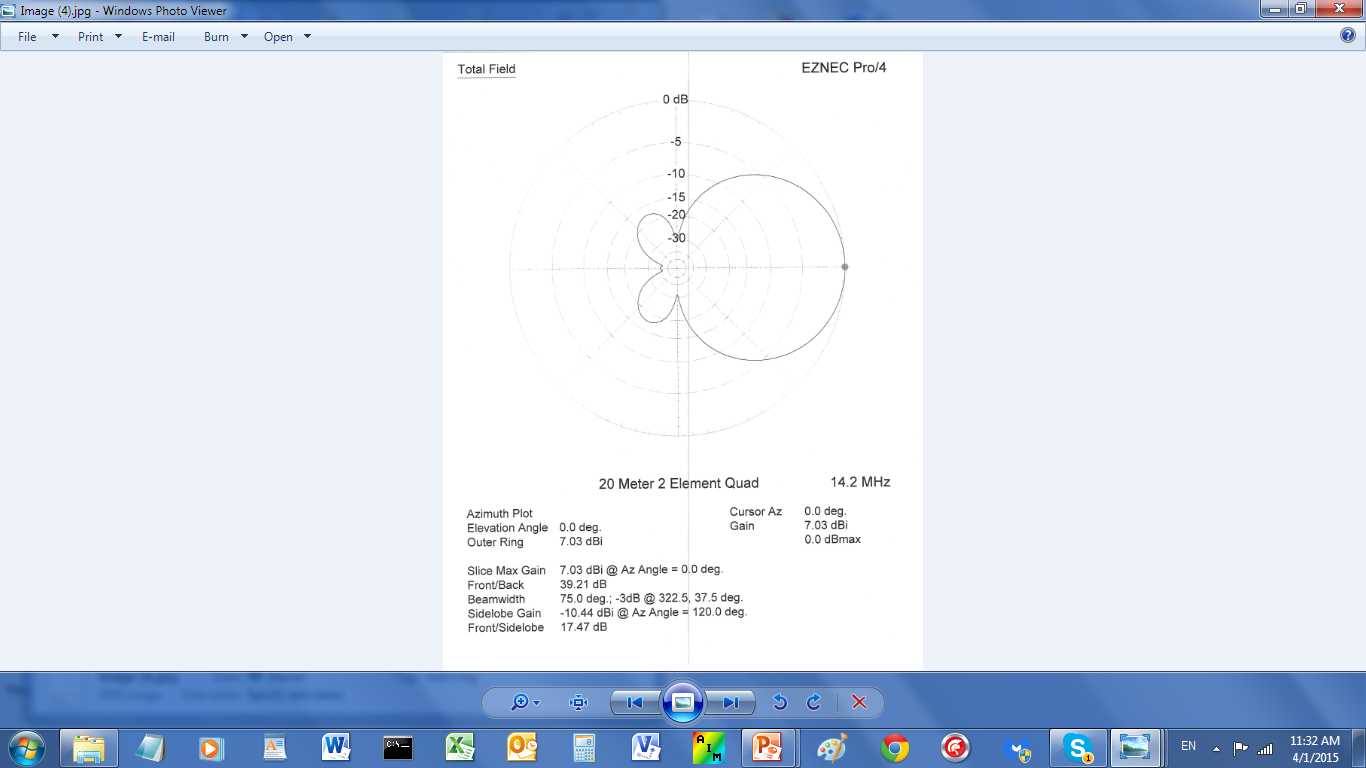 Image (4).jpg - Windows Photo Viewer
File Print E-mail Burn Open
Total Field EZNEC Pro/4
0 dB
-5
-10
-15
-20
-30
20 Meter 2 Element Quad 14.2 MHz
Azimuth Plot Cursor Az 0.0 deg.
Elevation Angle 0.0 deg. Gain 7.03 dBi
Outer Ring 7.03 dBi 0.0 dBmax
Slice Max Gain 7.03 dBi @ Az Angle = 0.0 deg.
Front/Back 39.21 dB
Beamwidth 75.0 deg.; -3dB @ 322.5, 37.5 deg.
Sidelobe Gain -10.44 dBi @ Az Angle = 120.0 deg.
Front/Sidelobe 17.47 dB
C:\_
A I M
EN 11:32 AM
4/1/2015